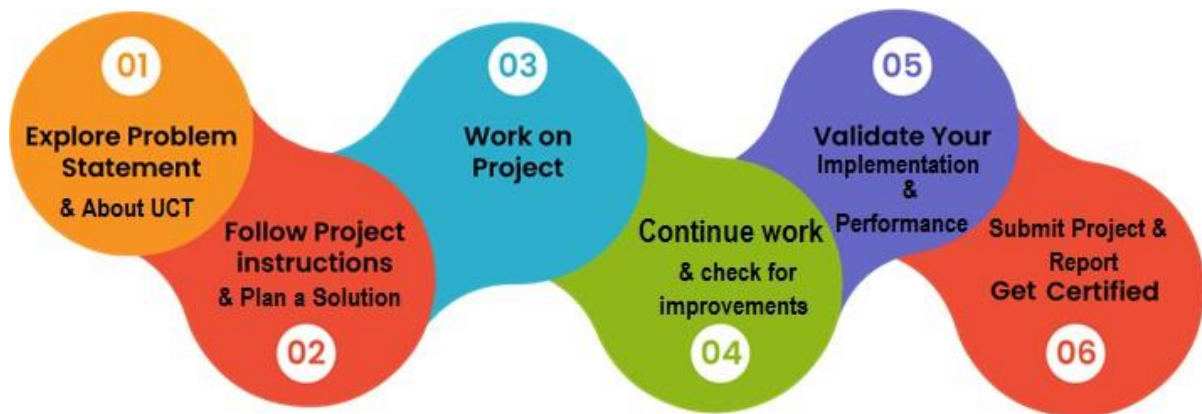 01
Explore Problem
Statement
& About UCT
Follow Project
instructions
& Plan a Solution
02
03
Work on
Project
Continue work
& check for
improvements
04
05
Validate Your
Implementation
&
Performance
Submit Project &
Report
Get Certified
06